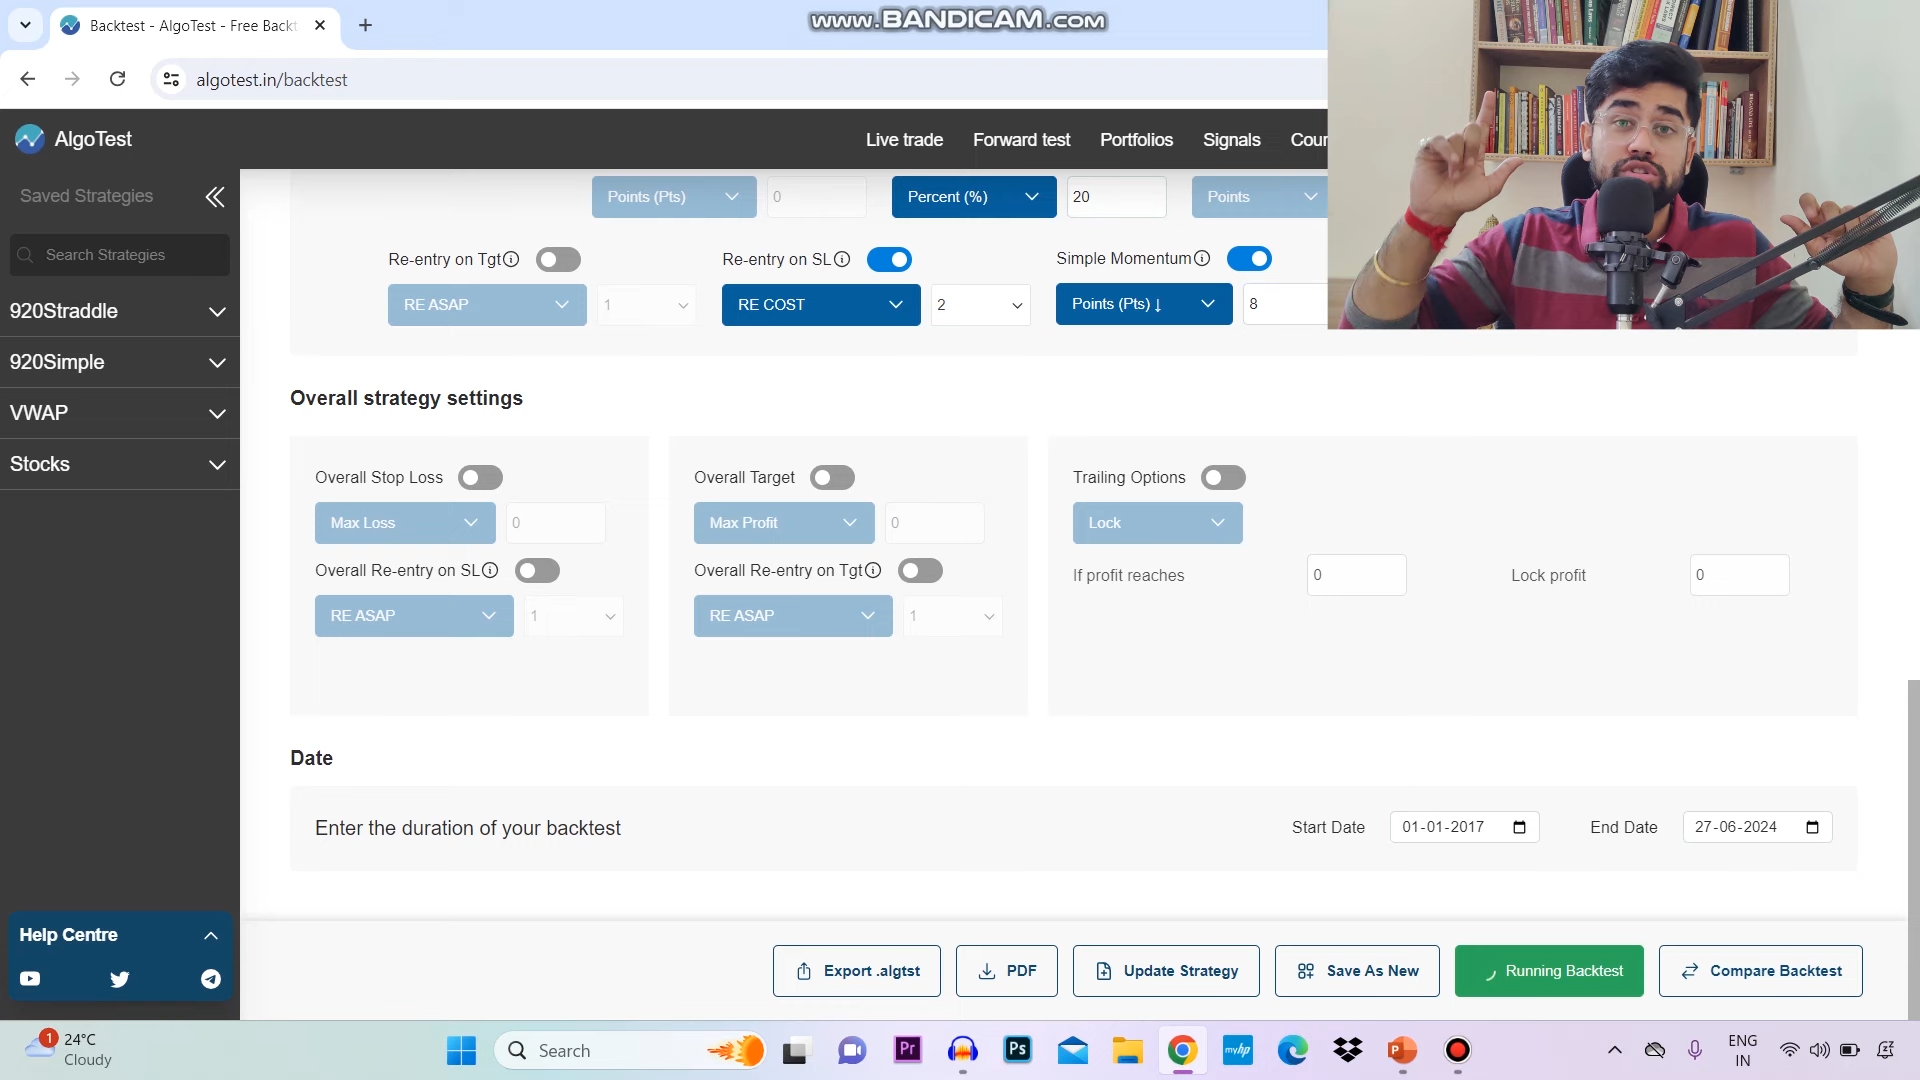 Backtest - AlgoTest - Free Backt
www.BANDICAM.com
algotest.in/backtest
AlgoTest
Live trade
Forward test
Portfolios
Signals
Cour
Saved Strategies
Search Strategies
920Straddle
920Simple
VWAP
Stocks
Points (Pts)
0
Percent (%)
20
Points
Re-entry on Tgt
Re-entry on SL
Simple Momentum
RE ASAP
1
RE COST
2
Points (Pts) ↓
8
Overall strategy settings
Overall Stop Loss
Overall Target
Trailing Options
Max Loss
0
Max Profit
0
Lock
Overall Re-entry on SL
Overall Re-entry on Tgt
If profit reaches
0
Lock profit
0
RE ASAP
1
RE ASAP
1
Date
Enter the duration of your backtest
Start Date
01-01-2017
End Date
27-06-2024
Help Centre
Export .algtst
PDF
Update Strategy
Save As New
Running Backtest
Compare Backtest
1
24°C
Cloudy
Search
Pr
Ps
myhp
P
ENG
IN